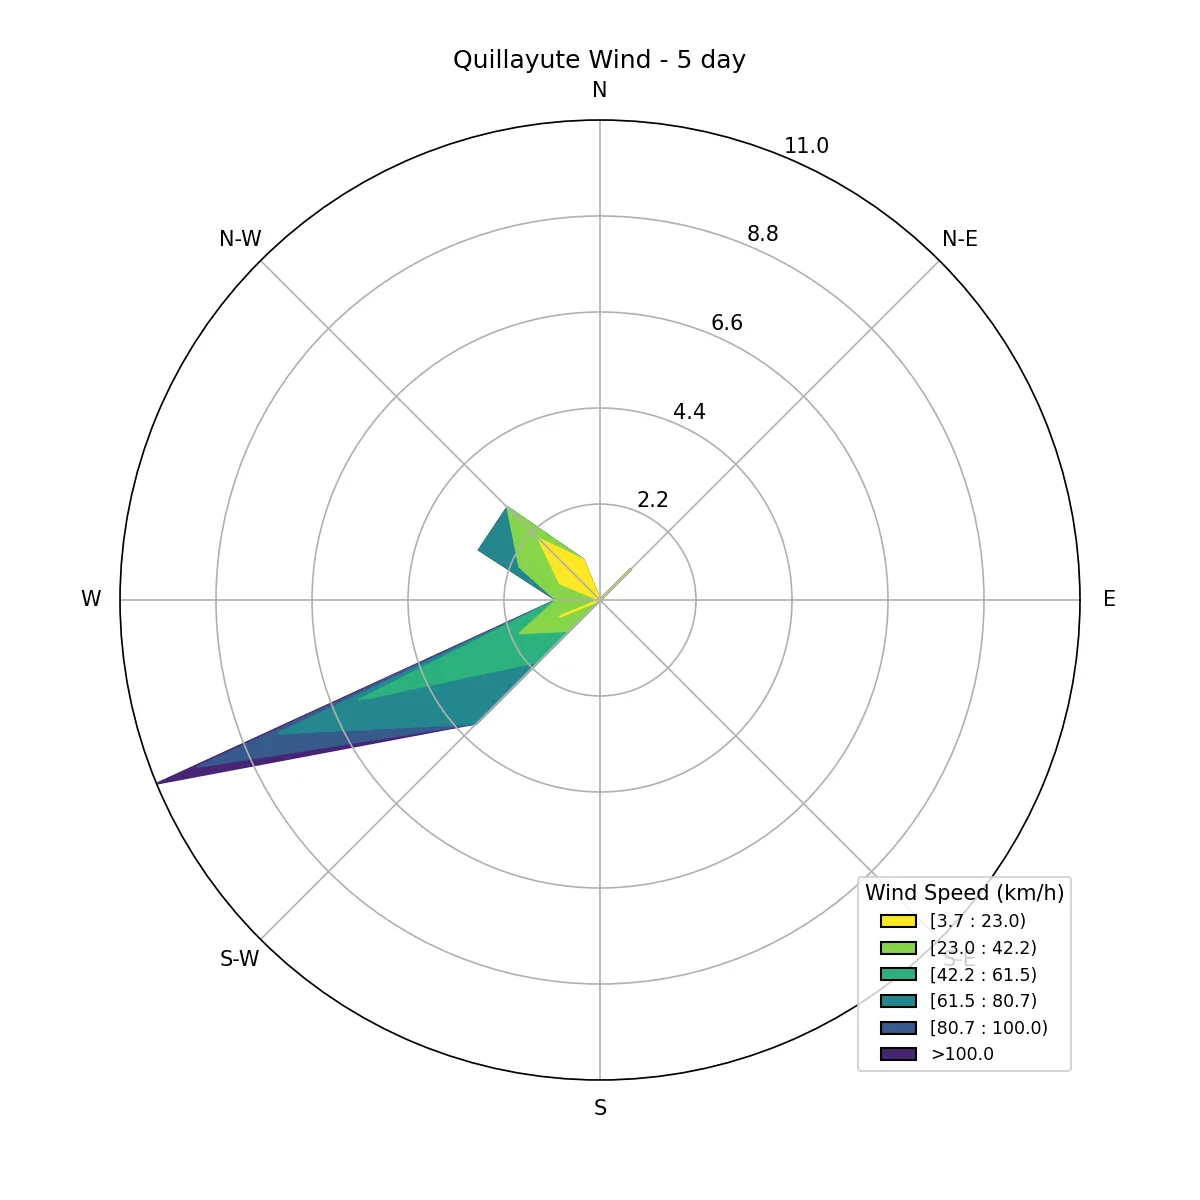 Quillayute Wind - 5 day
N
11.0
8.8
N-W
N-E
6.6
4.4
2.2
W
E
S-W
S-E
Wind Speed (km/h)
[3.7 : 23.0)
[23.0 : 42.2)
[42.2 : 61.5)
[61.5 : 80.7)
[80.7 : 100.0)
>100.0
S